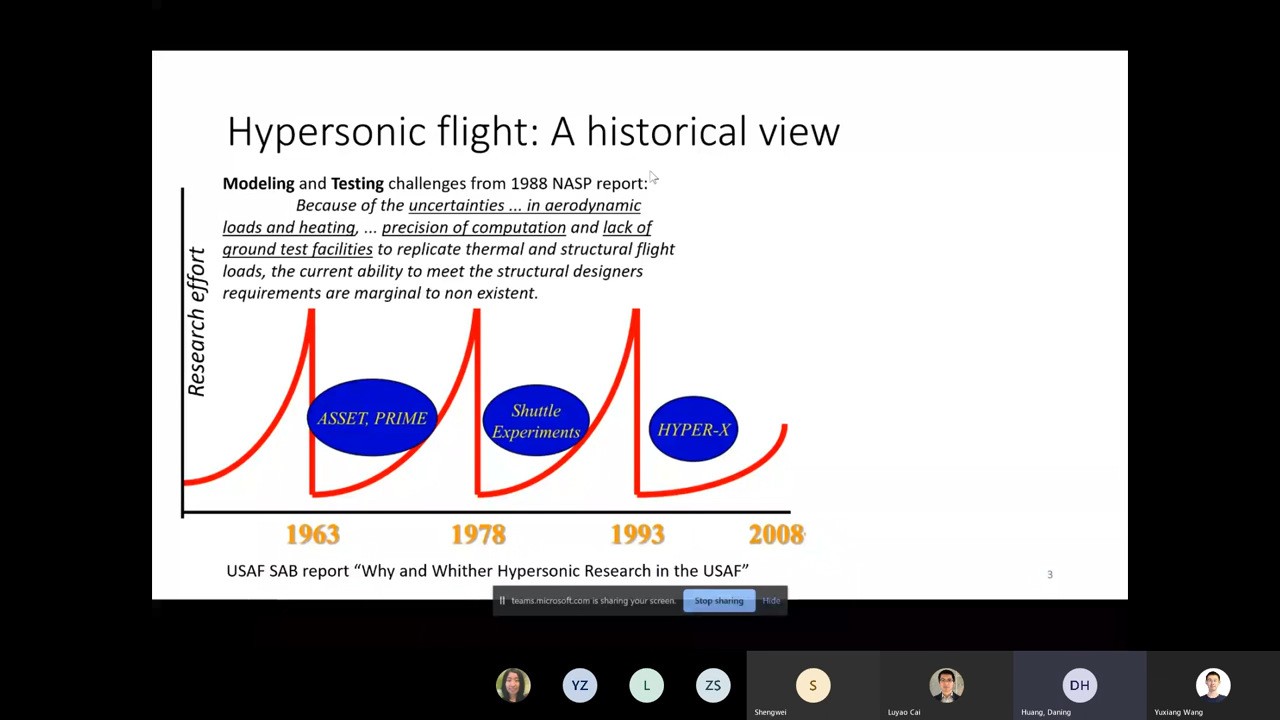 Hypersonic flight: A historical view
Modeling and Testing challenges from 1988 NASP report:
Because of the uncertainties ... in aerodynamic
loads and heating, ... precision of computation and lack of
ground test facilities to replicate thermal and structural flight
loads, the current ability to meet the structural designers
requirements are marginal to non existent.
Research effort
ASSET, PRIME
Shuttle
Experiments
HYPER-X
1963 1978 1993 2008
USAF SAB report “Why and Whither Hypersonic Research in the USAF”
3
teams.microsoft.com is sharing your screen. Stop sharing Hide
YZ L ZS S DH
Shengwei Luyao Cai Huang, Daning Yuxiang Wang